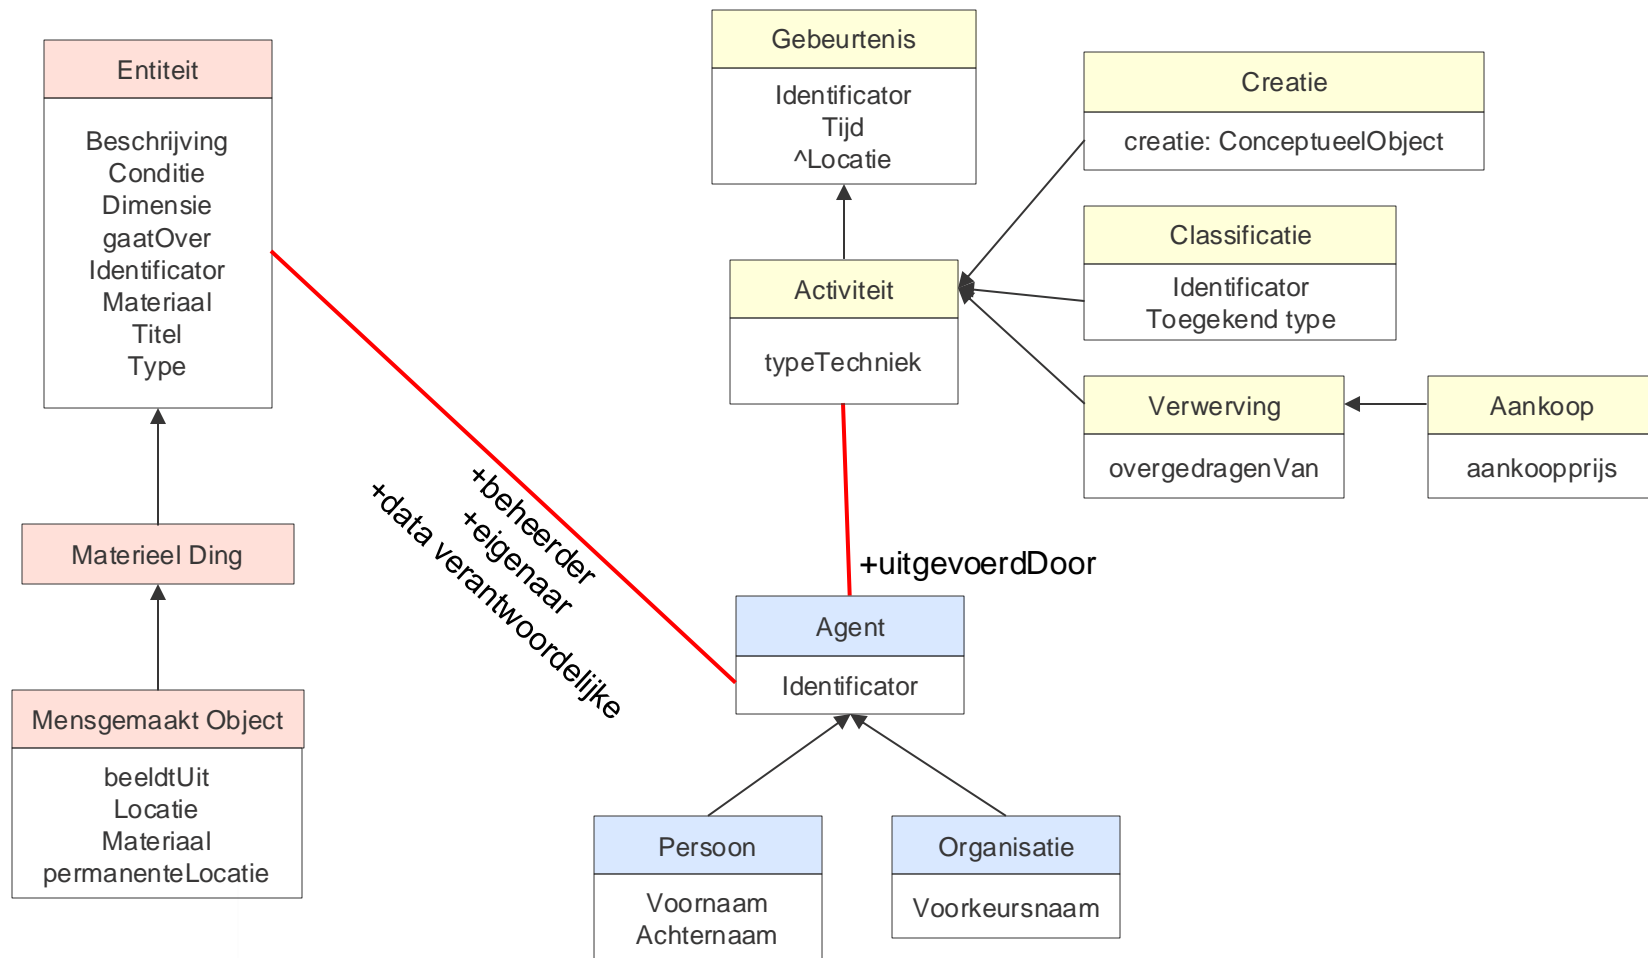 Entiteit
Beschrijving
Conditie
Dimensie
gaatOver
Identificator
Materiaal
Titel
Type
Materieel Ding
Mensgemaakt Object
beeldtUit
Locatie
Materiaal
permanenteLocatie
+beheerder
+eigenaar
+data verantwoordelijke
Gebeurtenis
Identificator
Tijd
^Locatie
Activiteit
typeTechniek
+uitgevoerdDoor
Agent
Identificator
Persoon
Voornaam
Achternaam
Organisatie
Voorkeursnaam
Creatie
creatie: ConceptueelObject
Classificatie
Identificator
Toegekend type
Verwerving
overgedragenVan
Aankoop
aankoopprijs